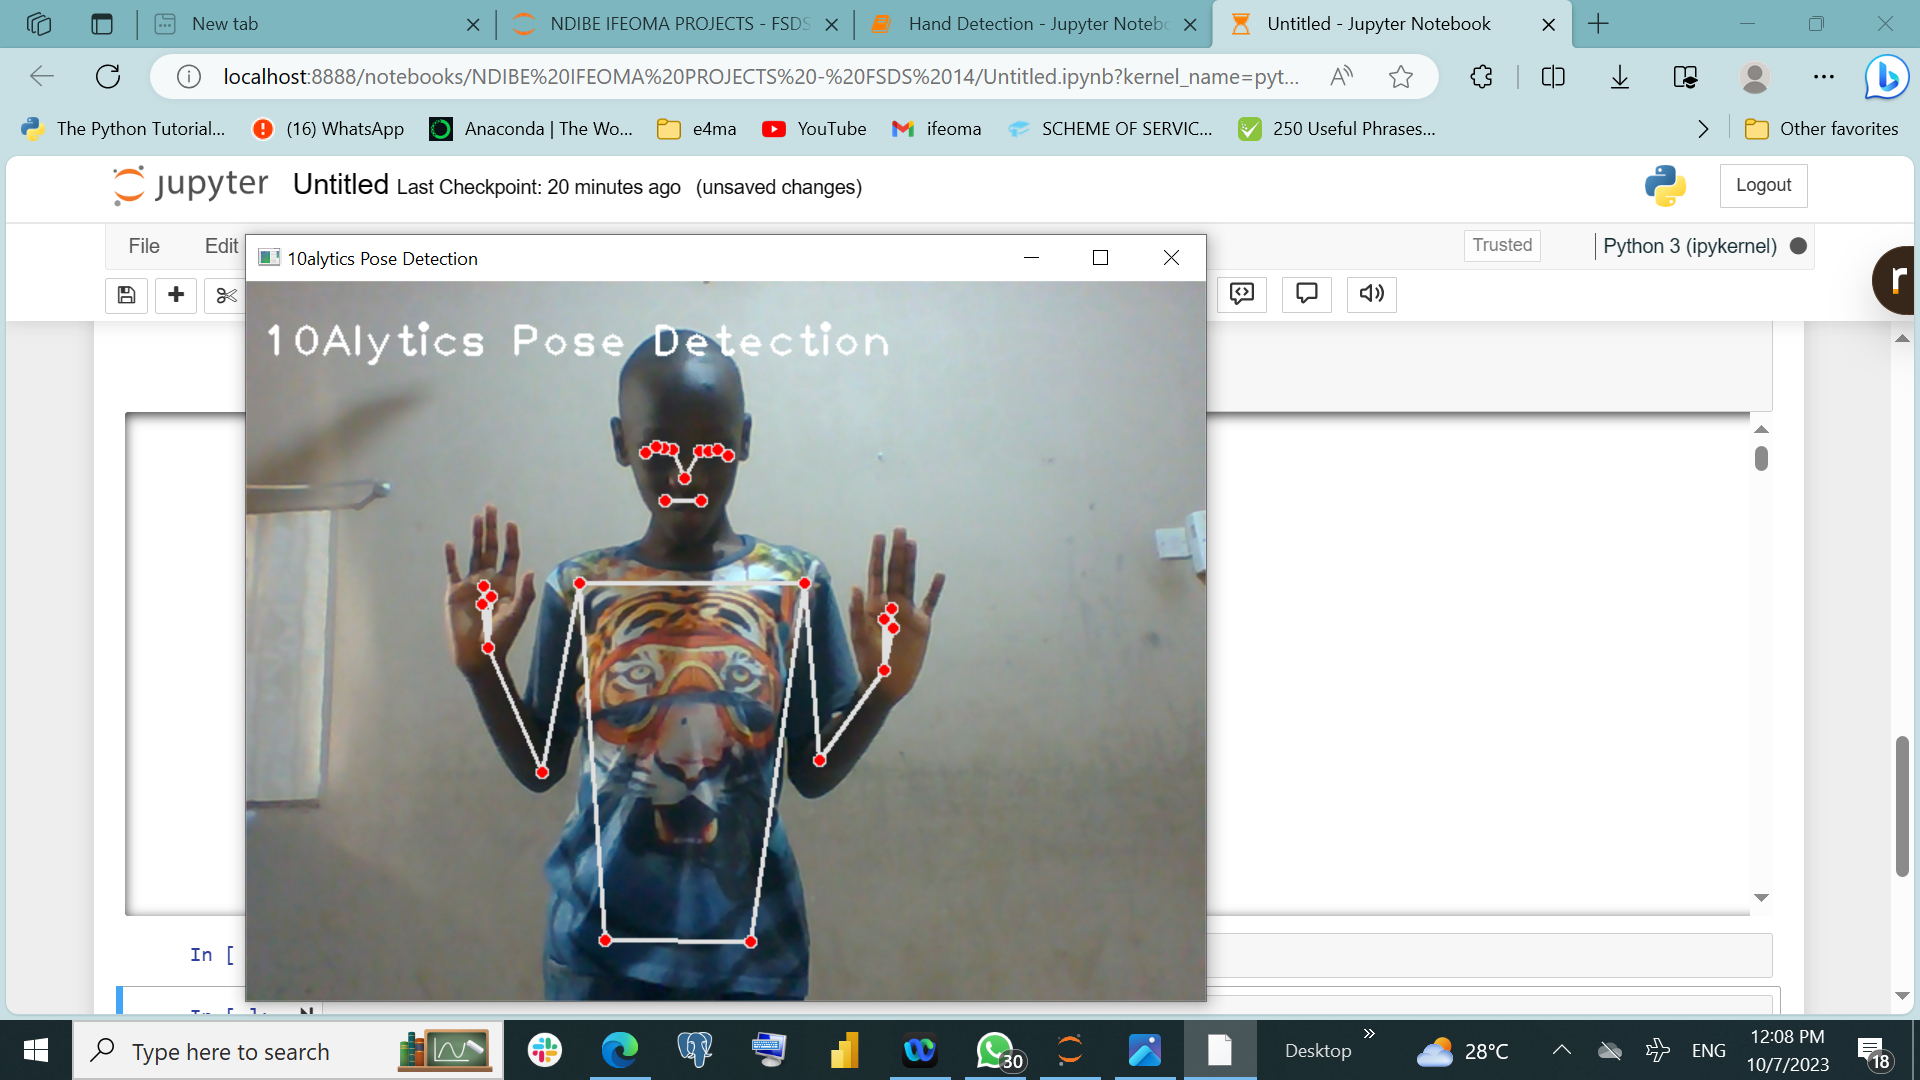 New tab
NDIBE IFEOMA PROJECTS - FSDS
Hand Detection - Jupyter Notebo
Untitled - Jupyter Notebook
localhost:8888/notebooks/NDIBE%20IFEOMA%20PROJECTS%20-%20FSDS%2014/Untitled.ipynb?kernel_name=pyt...
The Python Tutorial...
(16) WhatsApp
Anaconda | The Wo...
e4ma
YouTube
ifeoma
SCHEME OF SERVIC...
250 Useful Phrases...
Other favorites
jupyter Untitled Last Checkpoint: 20 minutes ago (unsaved changes)
Logout
File Edit
Trusted
Python 3 (ipykernel)
r
10alytics Pose Detection
10Alytics Pose Detection
In [
Type here to search
30
Desktop
28°C
ENG
12:08 PM
10/7/2023
18